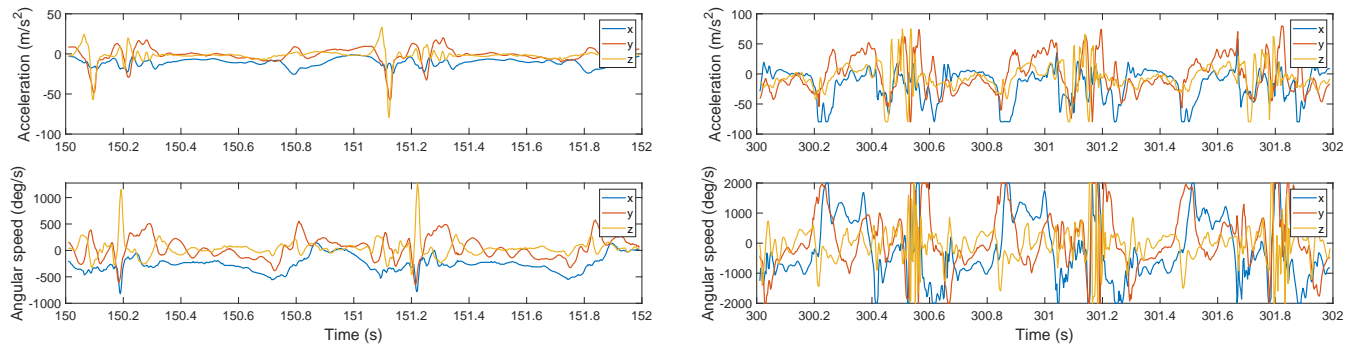 Acceleration (m/s²)
50
0
-50
-100
150 150.2 150.4 150.6 150.8 151 151.2 151.4 151.6 151.8 152
x
y
z
Angular speed (deg/s)
1000
500
0
-500
-1000
150 150.2 150.4 150.6 150.8 151 151.2 151.4 151.6 151.8 152
x
y
z
Time (s)
Acceleration (m/s²)
100
50
0
-50
-100
300 300.2 300.4 300.6 300.8 301 301.2 301.4 301.6 301.8 302
x
y
z
Angular speed (deg/s)
2000
1000
0
-1000
-2000
300 300.2 300.4 300.6 300.8 301 301.2 301.4 301.6 301.8 302
x
y
z
Time (s)